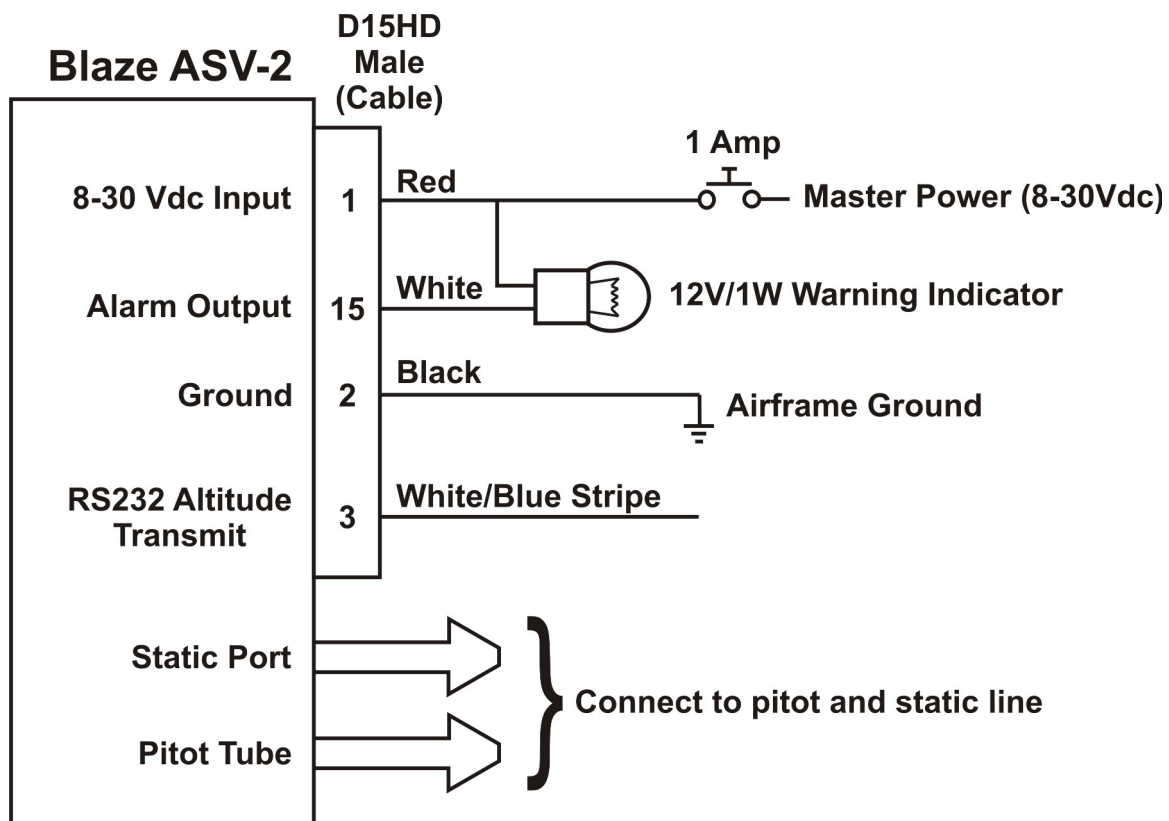 Blaze ASV-2
D15HD
Male
(Cable)
8-30 Vdc Input
1
Red
1 Amp
Master Power (8-30Vdc)
Alarm Output
15
White
12V/1W Warning Indicator
Ground
2
Black
Airframe Ground
RS232 Altitude
Transmit
3
White/Blue Stripe
Static Port
Pitot Tube
Connect to pitot and static line